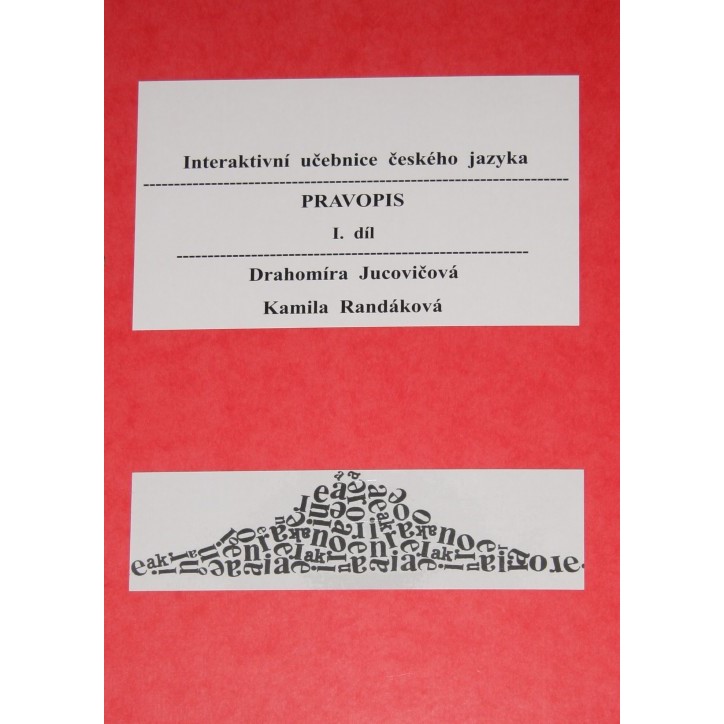 Interaktivní učebnice českého jazyka
PRAVOPIS
I. díl
Drahomíra Jucovičová
Kamila Randáková